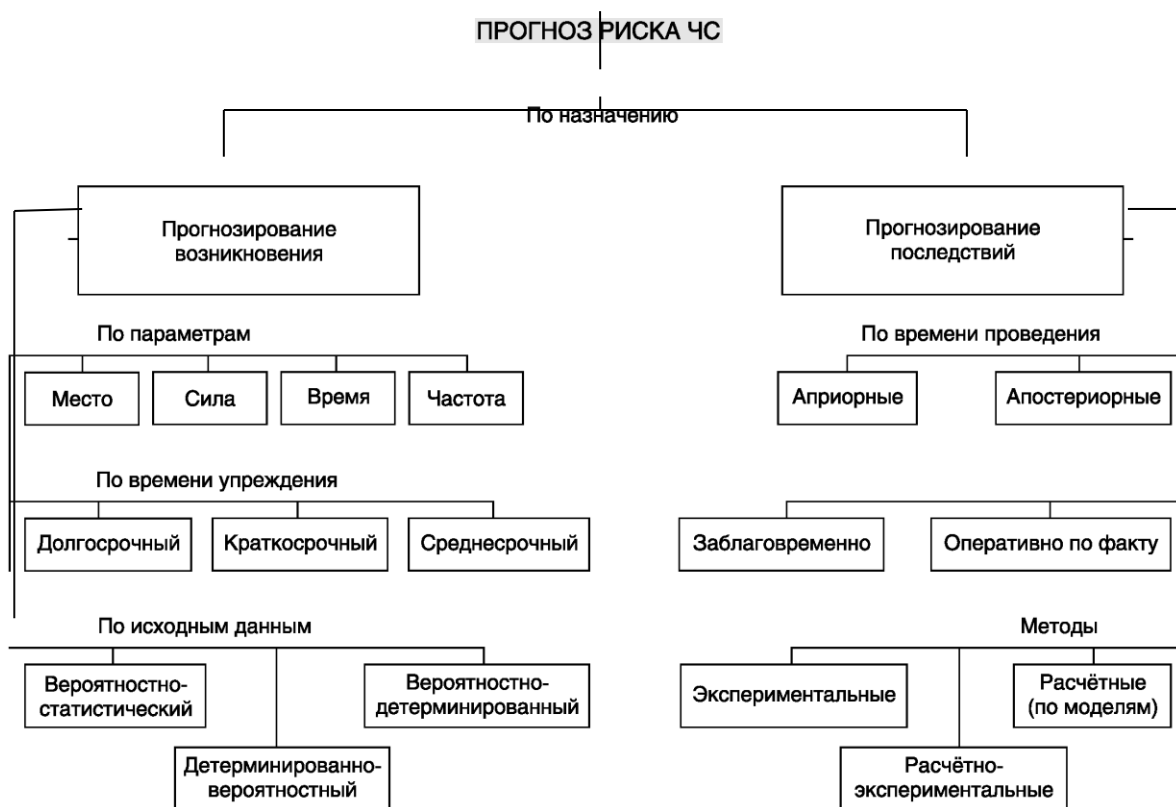 ПРОГНОЗ РИСКА ЧС
По назначению
Прогнозирование
возникновения
По параметрам
Место
Сила
Время
Частота
По времени упреждения
Долгосрочный
Краткосрочный
Среднесрочный
По исходным данным
Вероятностно-
статистический
Вероятностно-
детерминированный
Детерминированно-
вероятностный
Прогнозирование
последствий
По времени проведения
Априорные
Апостериорные
Заблаговременно
Оперативно по факту
Методы
Экспериментальные
Расчётные
(по моделям)
Расчётно-
экспериментальные